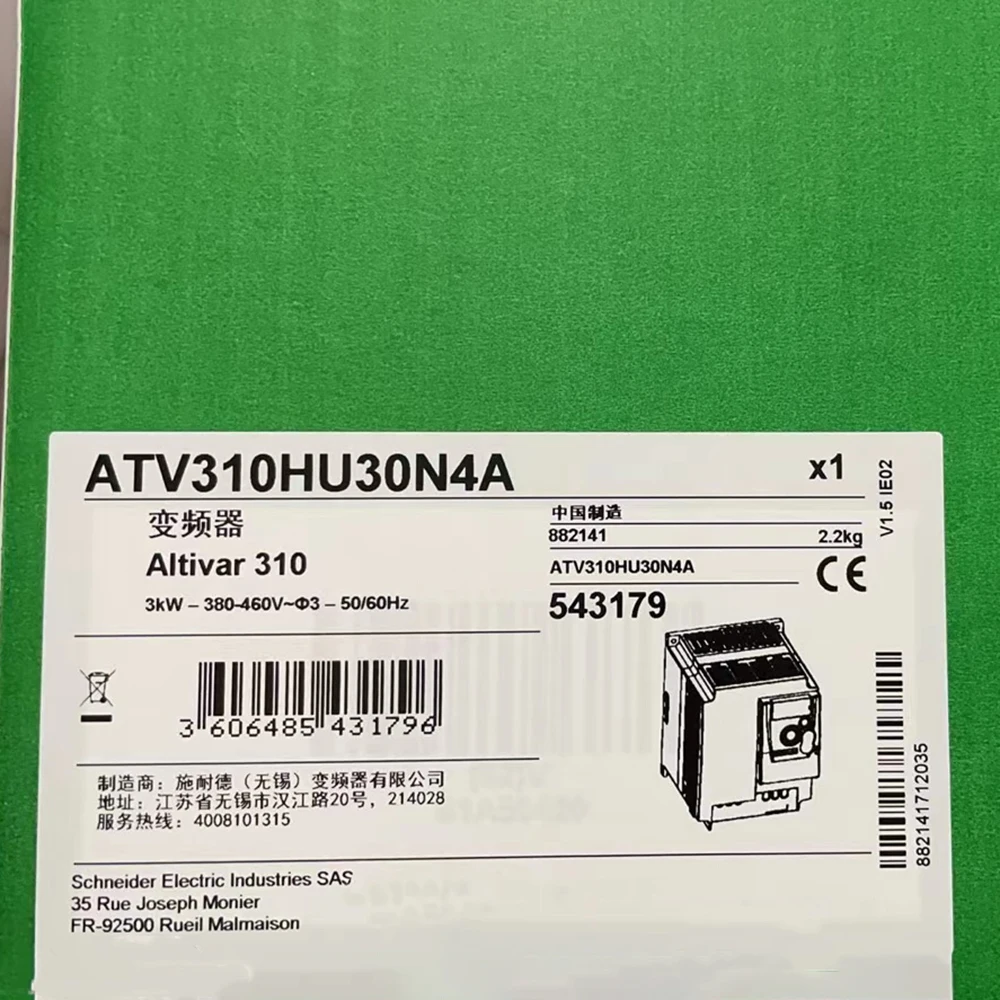 ATV310HU30N4A
x1
V1.5 IE02
变频器
Altivar 310
3kW – 380-460V~Φ3 – 50/60Hz
中国制造
882141
2.2kg
ATV310HU30N4A
CE
543179
3 606485 431796
制造商：施耐德（无锡）变频器有限公司
地址：江苏省无锡市汉江路20号，214028
服务热线：4008101315
882141712035
Schneider Electric Industries SAS
35 Rue Joseph Monier
FR-92500 Rueil Malmaison